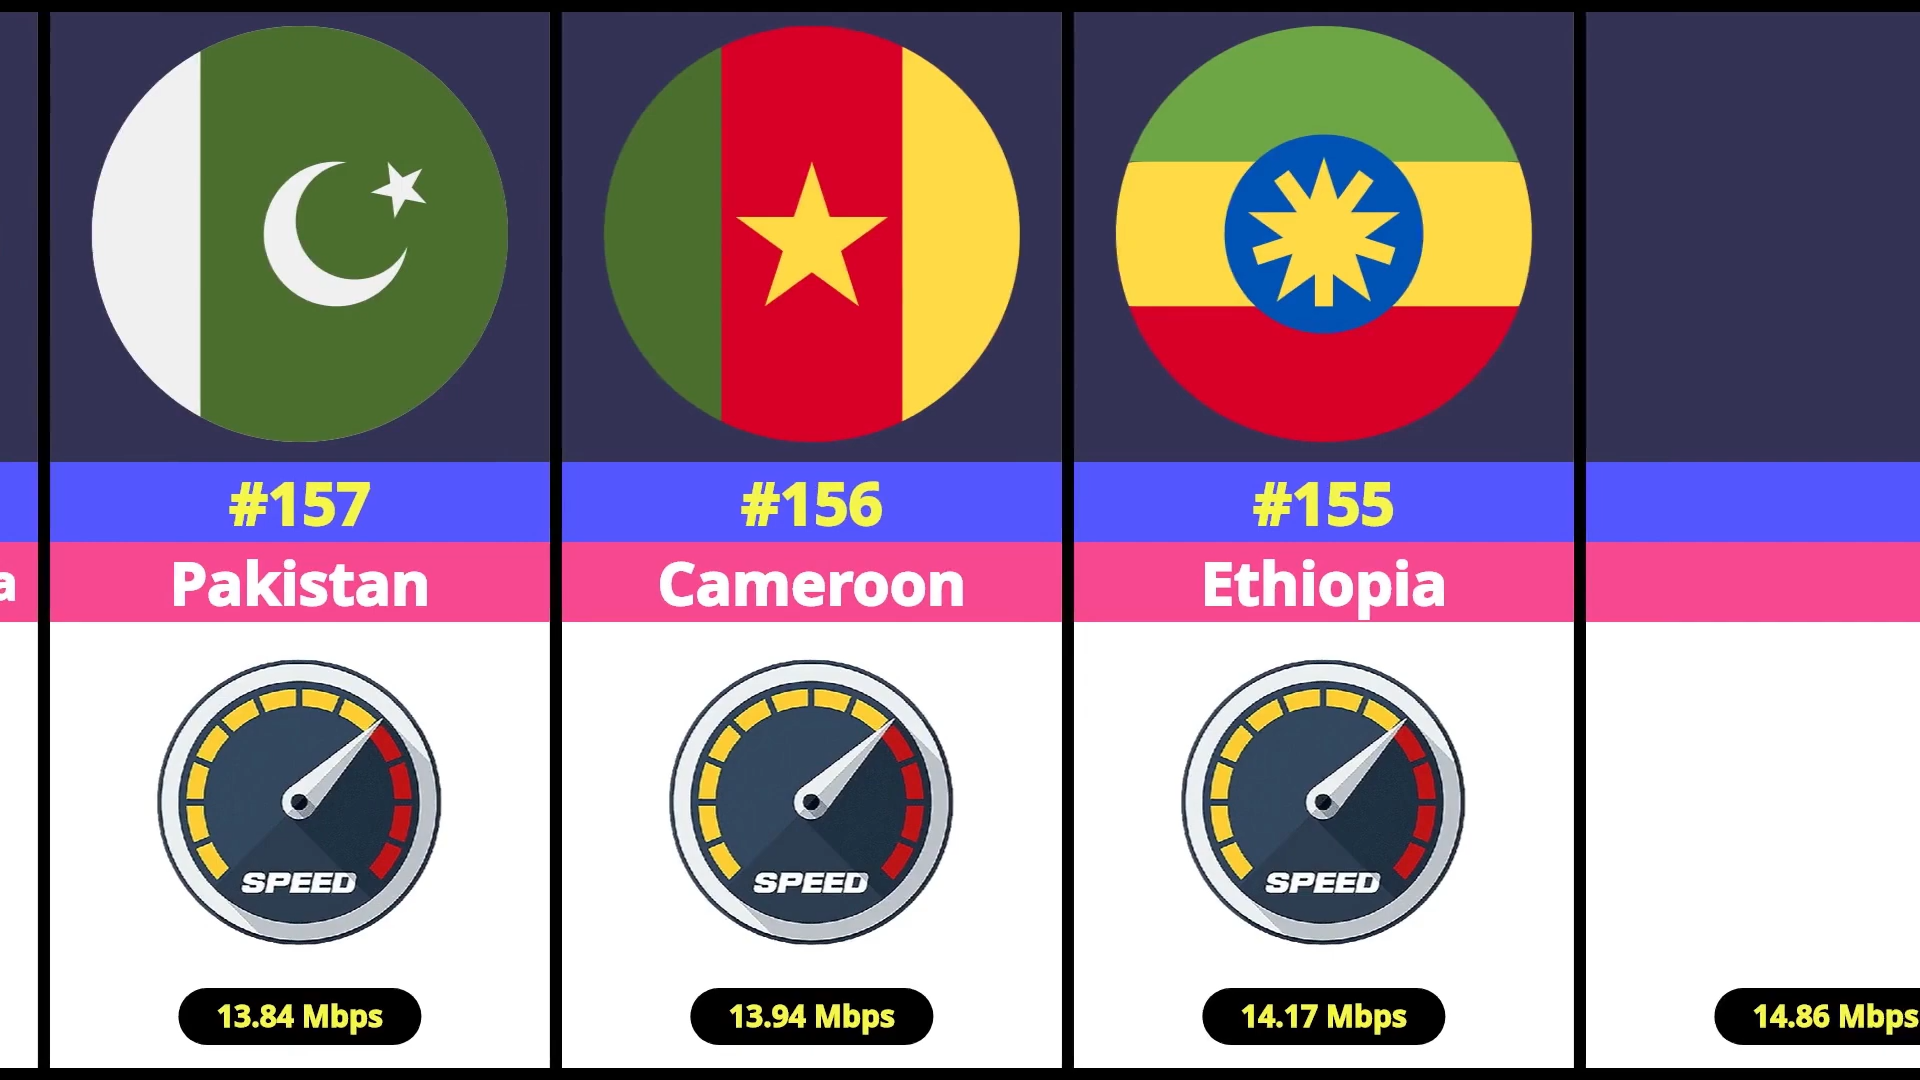 #157
Pakistan
SPEED
13.84 Mbps
#156
Cameroon
SPEED
13.94 Mbps
#155
Ethiopia
SPEED
14.17 Mbps
14.86 Mbps